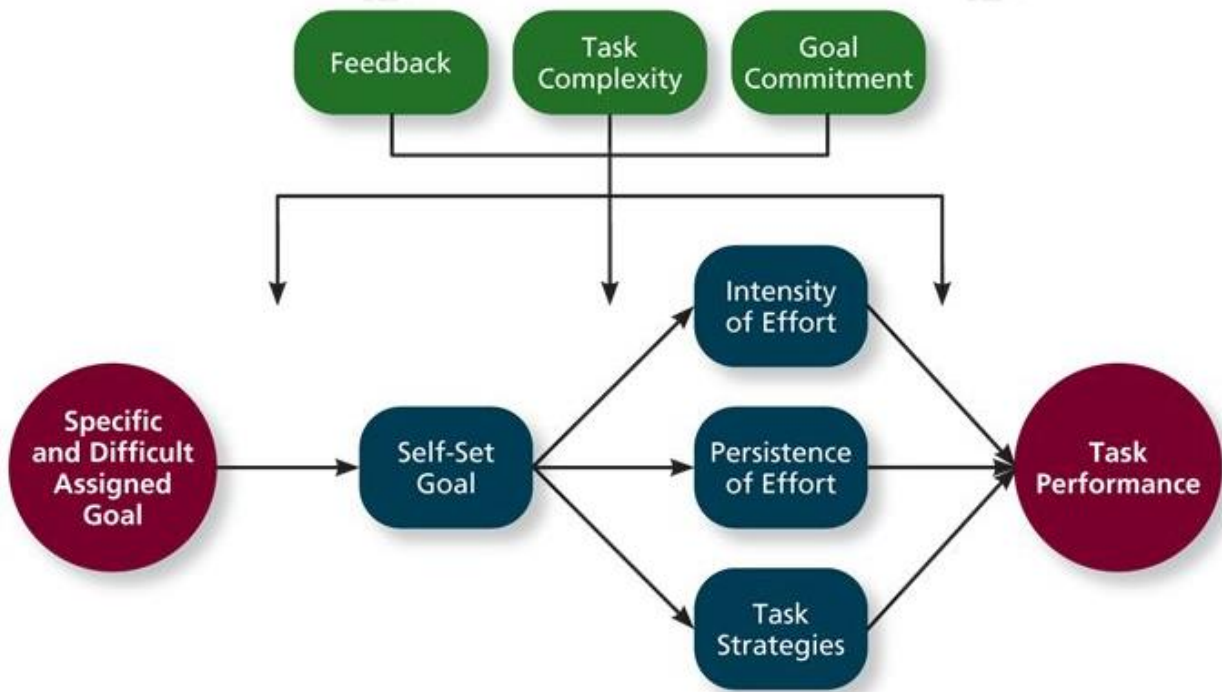 Feedback
Task
Complexity
Goal
Commitment
Intensity
of Effort
Specific
and Difficult
Assigned
Goal
Self-Set
Goal
Persistence
of Effort
Task
Performance
Task
Strategies